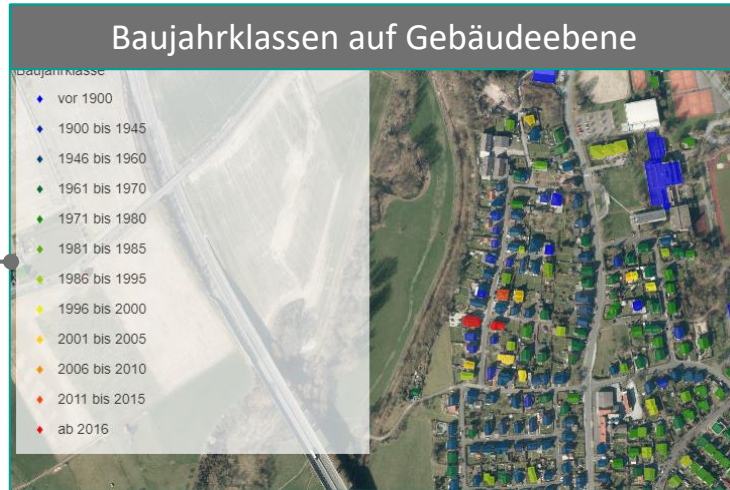 Baujahrklassen auf Gebäudeebene
Baujahrklasse
vor 1900
1900 bis 1945
1946 bis 1960
1961 bis 1970
1971 bis 1980
1981 bis 1985
1986 bis 1995
1996 bis 2000
2001 bis 2005
2006 bis 2010
2011 bis 2015
ab 2016